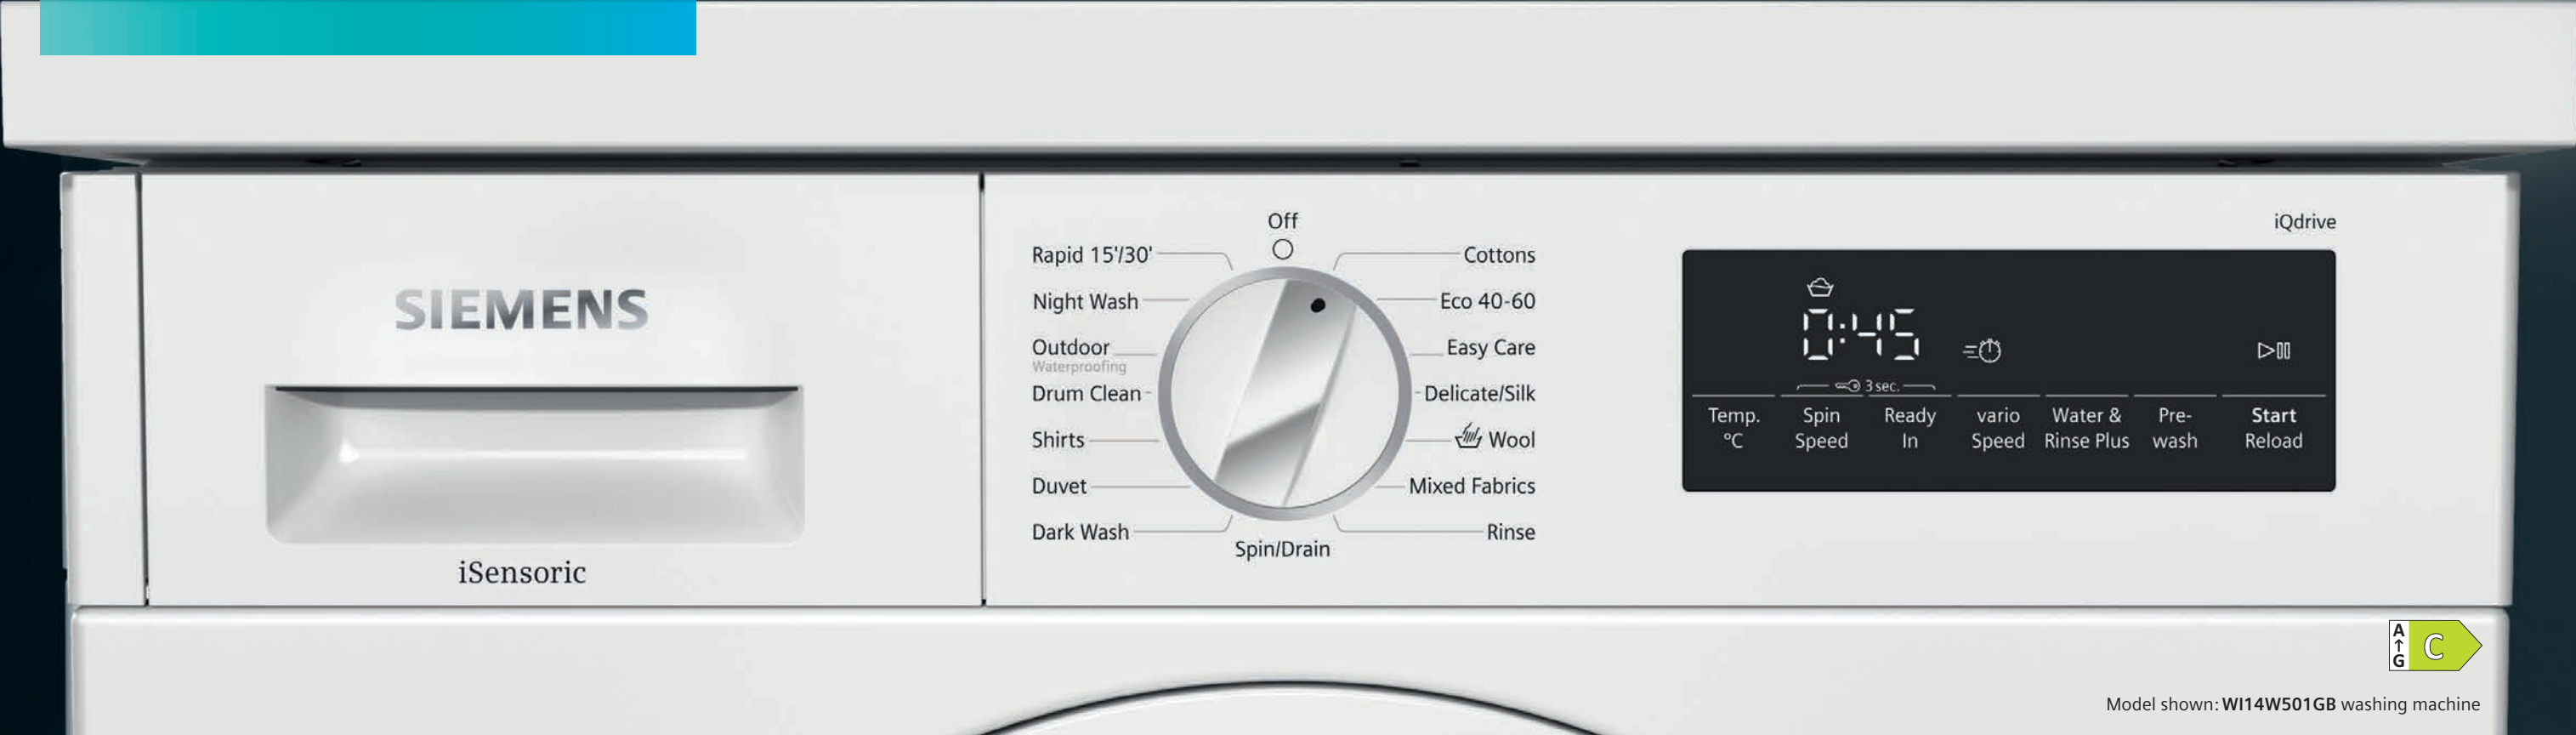 SIEMENS
iSensoric
Off
Rapid 15'/30'
Night Wash
Outdoor
Waterproofing
Drum Clean
Shirts
Duvet
Dark Wash
Spin/Drain
Cottons
Eco 40-60
Easy Care
Delicate/Silk
Wool
Mixed Fabrics
Rinse
iQdrive
0:45
3 sec.
Temp.
°C
Spin
Speed
Ready
In
vario
Speed
Water &
Rinse Plus
Pre-
wash
Start
Reload
A
G
C
Model shown: WI14W501GB washing machine